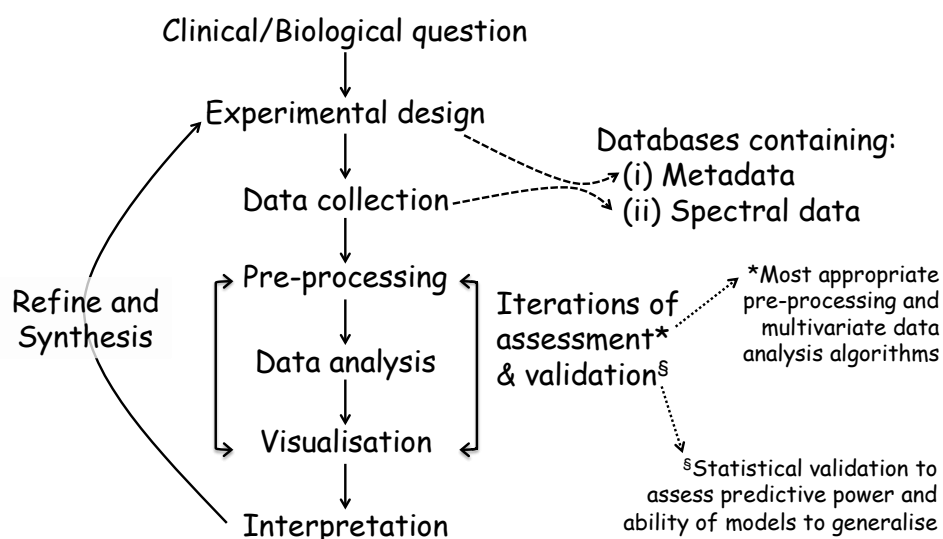 Clinical/Biological question
Experimental design
Databases containing:
(i) Metadata
Data collection
(ii) Spectral data
Pre-processing
Refine and
Synthesis
Iterations of
assessment*
& validation§
*Most appropriate
pre-processing and
multivariate data
analysis algorithms
Data analysis
Visualisation
§Statistical validation to
assess predictive power and
ability of models to generalise
Interpretation